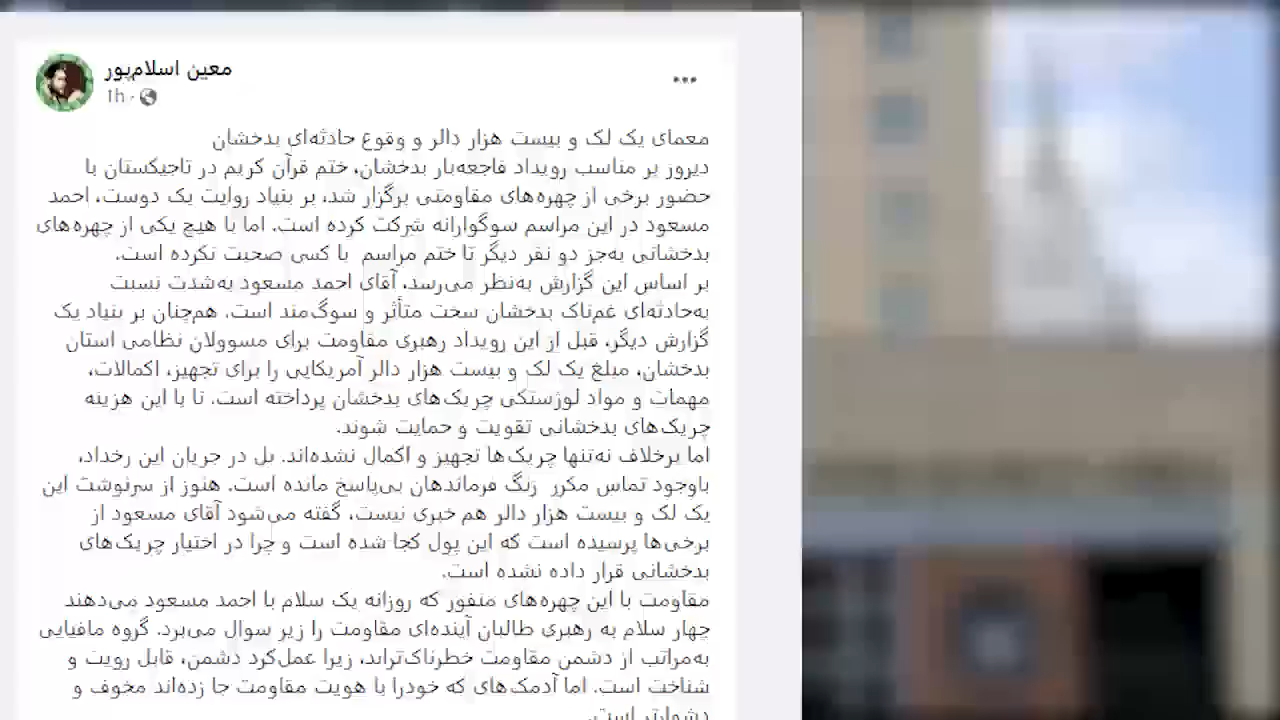 معین اسلام‌پور
1h ·
معمای یک لک و بیست هزار دالر و وقوع حادثه‌ای بدخشان
دیروز بر مناسب رویداد فاجعه‌بار بدخشان، ختم قرآن کریم در تاجیکستان با
حضور برخی از چهره‌های مقاومتی برگزار شد، بر بنیاد روایت یک دوست، احمد
مسعود در این مراسم سوگوارانه شرکت کرده است. اما با هیچ یکی از چهره‌های
بدخشانی به‌جز دو نفر دیگر تا ختم مراسم با کسی صحبت نکرده است.
بر اساس این گزارش به‌نظر می‌رسد، آقای احمد مسعود به‌شدت نسبت
به‌حادثه‌ای غم‌ناک بدخشان سخت متأثر و سوگ‌مند است. هم‌چنان بر بنیاد یک
گزارش دیگر، قبل از این رویداد رهبری مقاومت برای مسوولان نظامی استان
بدخشان، مبلغ یک لک و بیست هزار دالر آمریکایی را برای تجهیز، اکمالات،
مهمات و مواد لوژستکی چریک‌های بدخشان پرداخته است. تا با این هزینه
چریک‌های بدخشانی تقویت و حمایت شوند.
اما برخلاف نه‌تنها چریک‌ها تجهیز و اکمال نشده‌اند. بل در جریان این رخداد،
باوجود تماس مکرر زنگ فرماندهان بی‌پاسخ مانده است. هنوز از سرنوشت این
یک لک و بیست هزار دالر هم خبری نیست، گفته می‌شود آقای مسعود از
برخی‌ها پرسیده است که این پول کجا شده است و چرا در اختیار چریک‌های
بدخشانی قرار داده نشده است.
مقاومت با این چهره‌های منفور که روزانه یک سلام با احمد مسعود می‌دهند
چهار سلام به رهبری طالبان آینده‌ای مقاومت را زیر سوال می‌برد. گروه مافیایی
به‌مراتب از دشمن مقاومت خطرناک‌تراند، زیرا عمل‌کرد دشمن، قابل رویت و
شناخت است. اما آدمک‌های که خودرا با هویت مقاومت جا زده‌اند مخوف و
دشوارتر است.